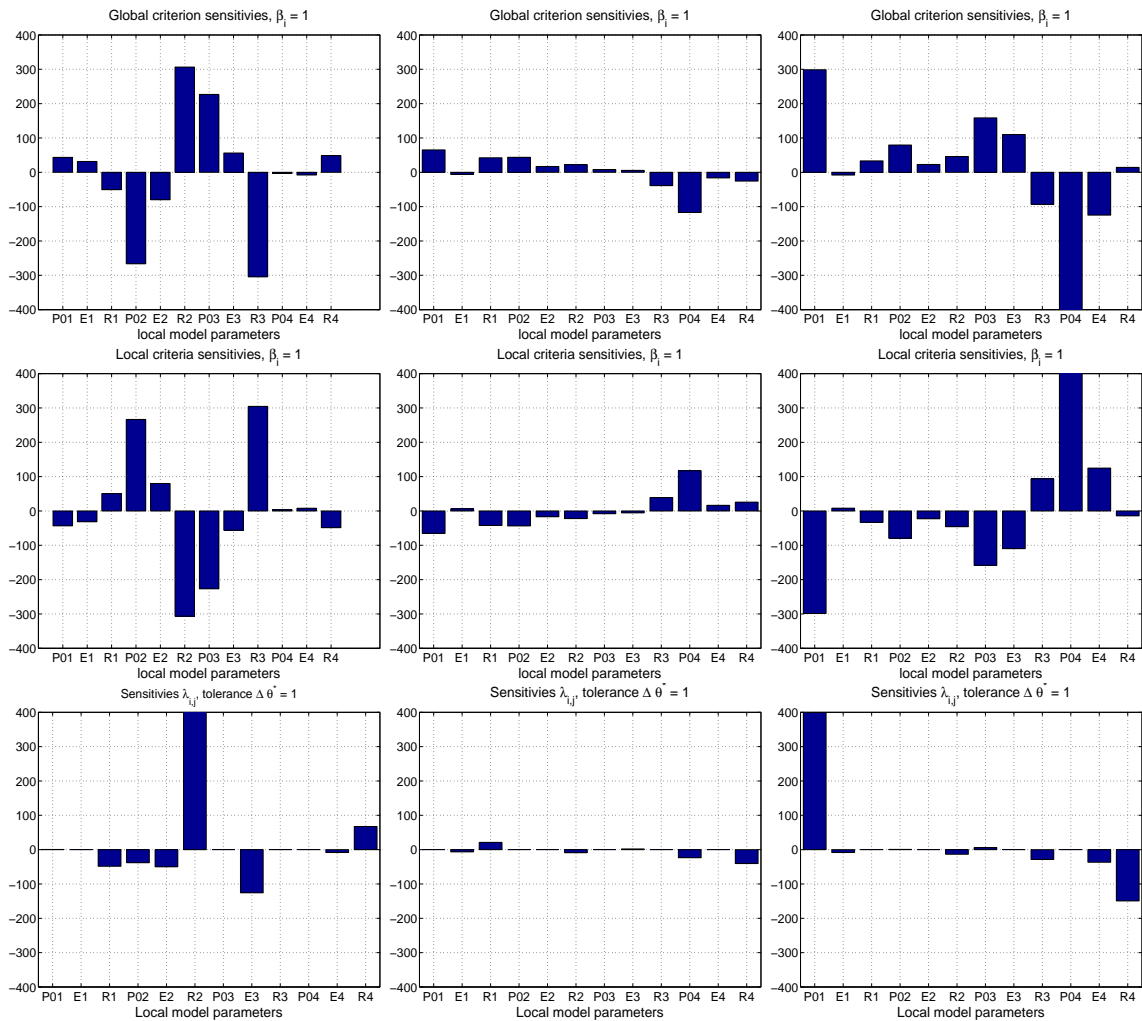 Global criterion sensitivies, βi = 1
Global criterion sensitivies, βi = 1
Global criterion sensitivies, βi = 1
400 300 200 100 0 −100 −200 −300 −400
400 300 200 100 0 −100 −200 −300 −400
400 300 200 100 0 −100 −200 −300 −400
P01 E1 R1 P02 E2 R2 P03 E3 R3 P04 E4 R4
P01 E1 R1 P02 E2 R2 P03 E3 R3 P04 E4 R4
P01 E1 R1 P02 E2 R2 P03 E3 R3 P04 E4 R4
local model parameters
local model parameters
local model parameters
Local criteria sensitivies, βi = 1
Local criteria sensitivies, βi = 1
Local criteria sensitivies, βi = 1
400 300 200 100 0 −100 −200 −300 −400
400 300 200 100 0 −100 −200 −300 −400
400 300 200 100 0 −100 −200 −300 −400
P01 E1 R1 P02 E2 R2 P03 E3 R3 P04 E4 R4
P01 E1 R1 P02 E2 R2 P03 E3 R3 P04 E4 R4
P01 E1 R1 P02 E2 R2 P03 E3 R3 P04 E4 R4
local model parameters
local model parameters
local model parameters
Sensitivies λi,j, tolerance Δ θ* = 1
Sensitivies λi,j, tolerance Δ θ* = 1
Sensitivies λi,j, tolerance Δ θ* = 1
400 300 200 100 0 −100 −200 −300 −400
400 300 200 100 0 −100 −200 −300 −400
400 300 200 100 0 −100 −200 −300 −400
P01 E1 R1 P02 E2 R2 P03 E3 R3 P04 E4 R4
P01 E1 R1 P02 E2 R2 P03 E3 R3 P04 E4 R4
P01 E1 R1 P02 E2 R2 P03 E3 R3 P04 E4 R4
Local model parameters
Local model parameters
Local model parameters